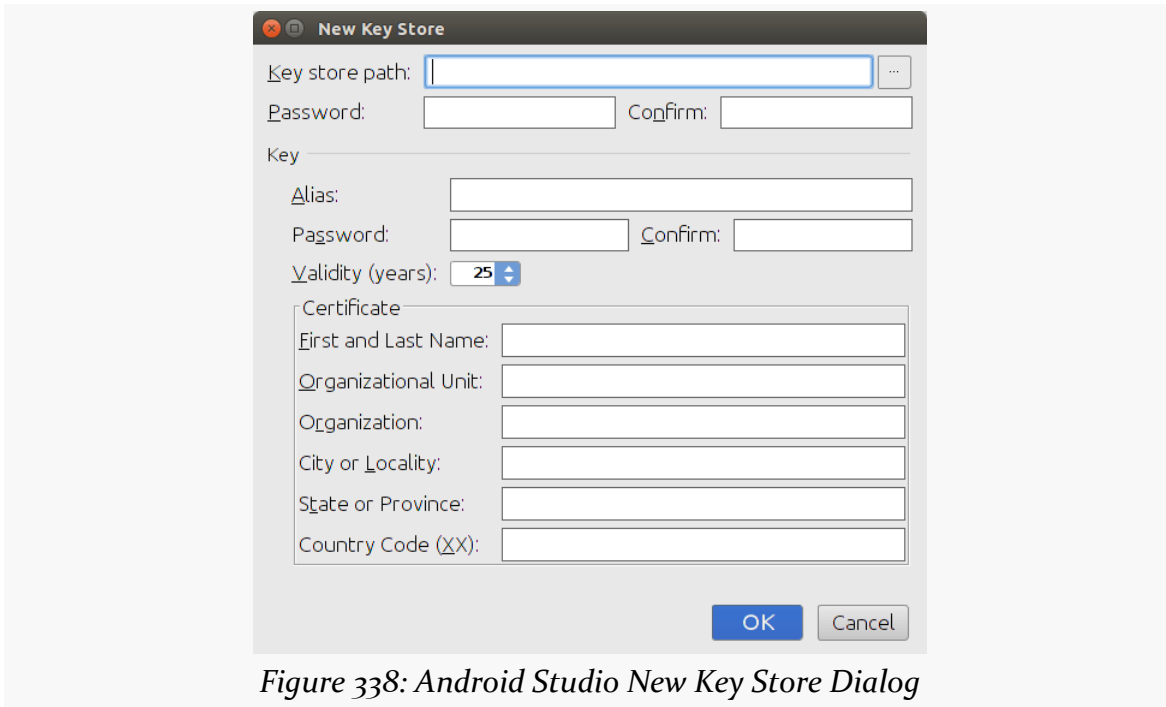 New Key Store
Key store path: ...
Password: Confirm:
Key
Alias:
Password: Confirm:
Validity (years): 25
Certificate
First and Last Name:
Organizational Unit:
Organization:
City or Locality:
State or Province:
Country Code (XX):
OK Cancel
Figure 338: Android Studio New Key Store Dialog